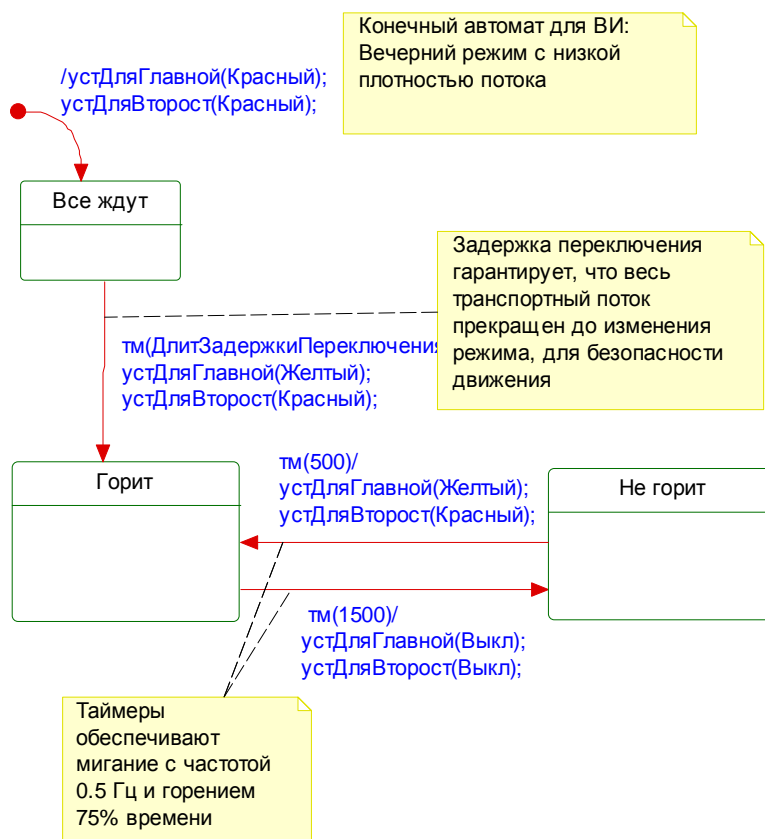 Конечный автомат для ВИ:
Вечерний режим с низкой
плотностью потока
/устДляГлавной(Красный);
устДляВторост(Красный);
Все ждут
Задержка переключения
гарантирует, что весь
транспортный поток
прекращен до изменения
режима, для безопасности
движения
тм(ДлитЗадержкиПереключения
устДляГлавной(Желтый);
устДляВторост(Красный);
Горит
тм(500)/
устДляГлавной(Желтый);
устДляВторост(Красный);
Не горит
тм(1500)/
устДляГлавной(Выкл);
устДляВторост(Выкл);
Таймеры
обеспечивают
мигание с частотой
0.5 Гц и горением
75% времени